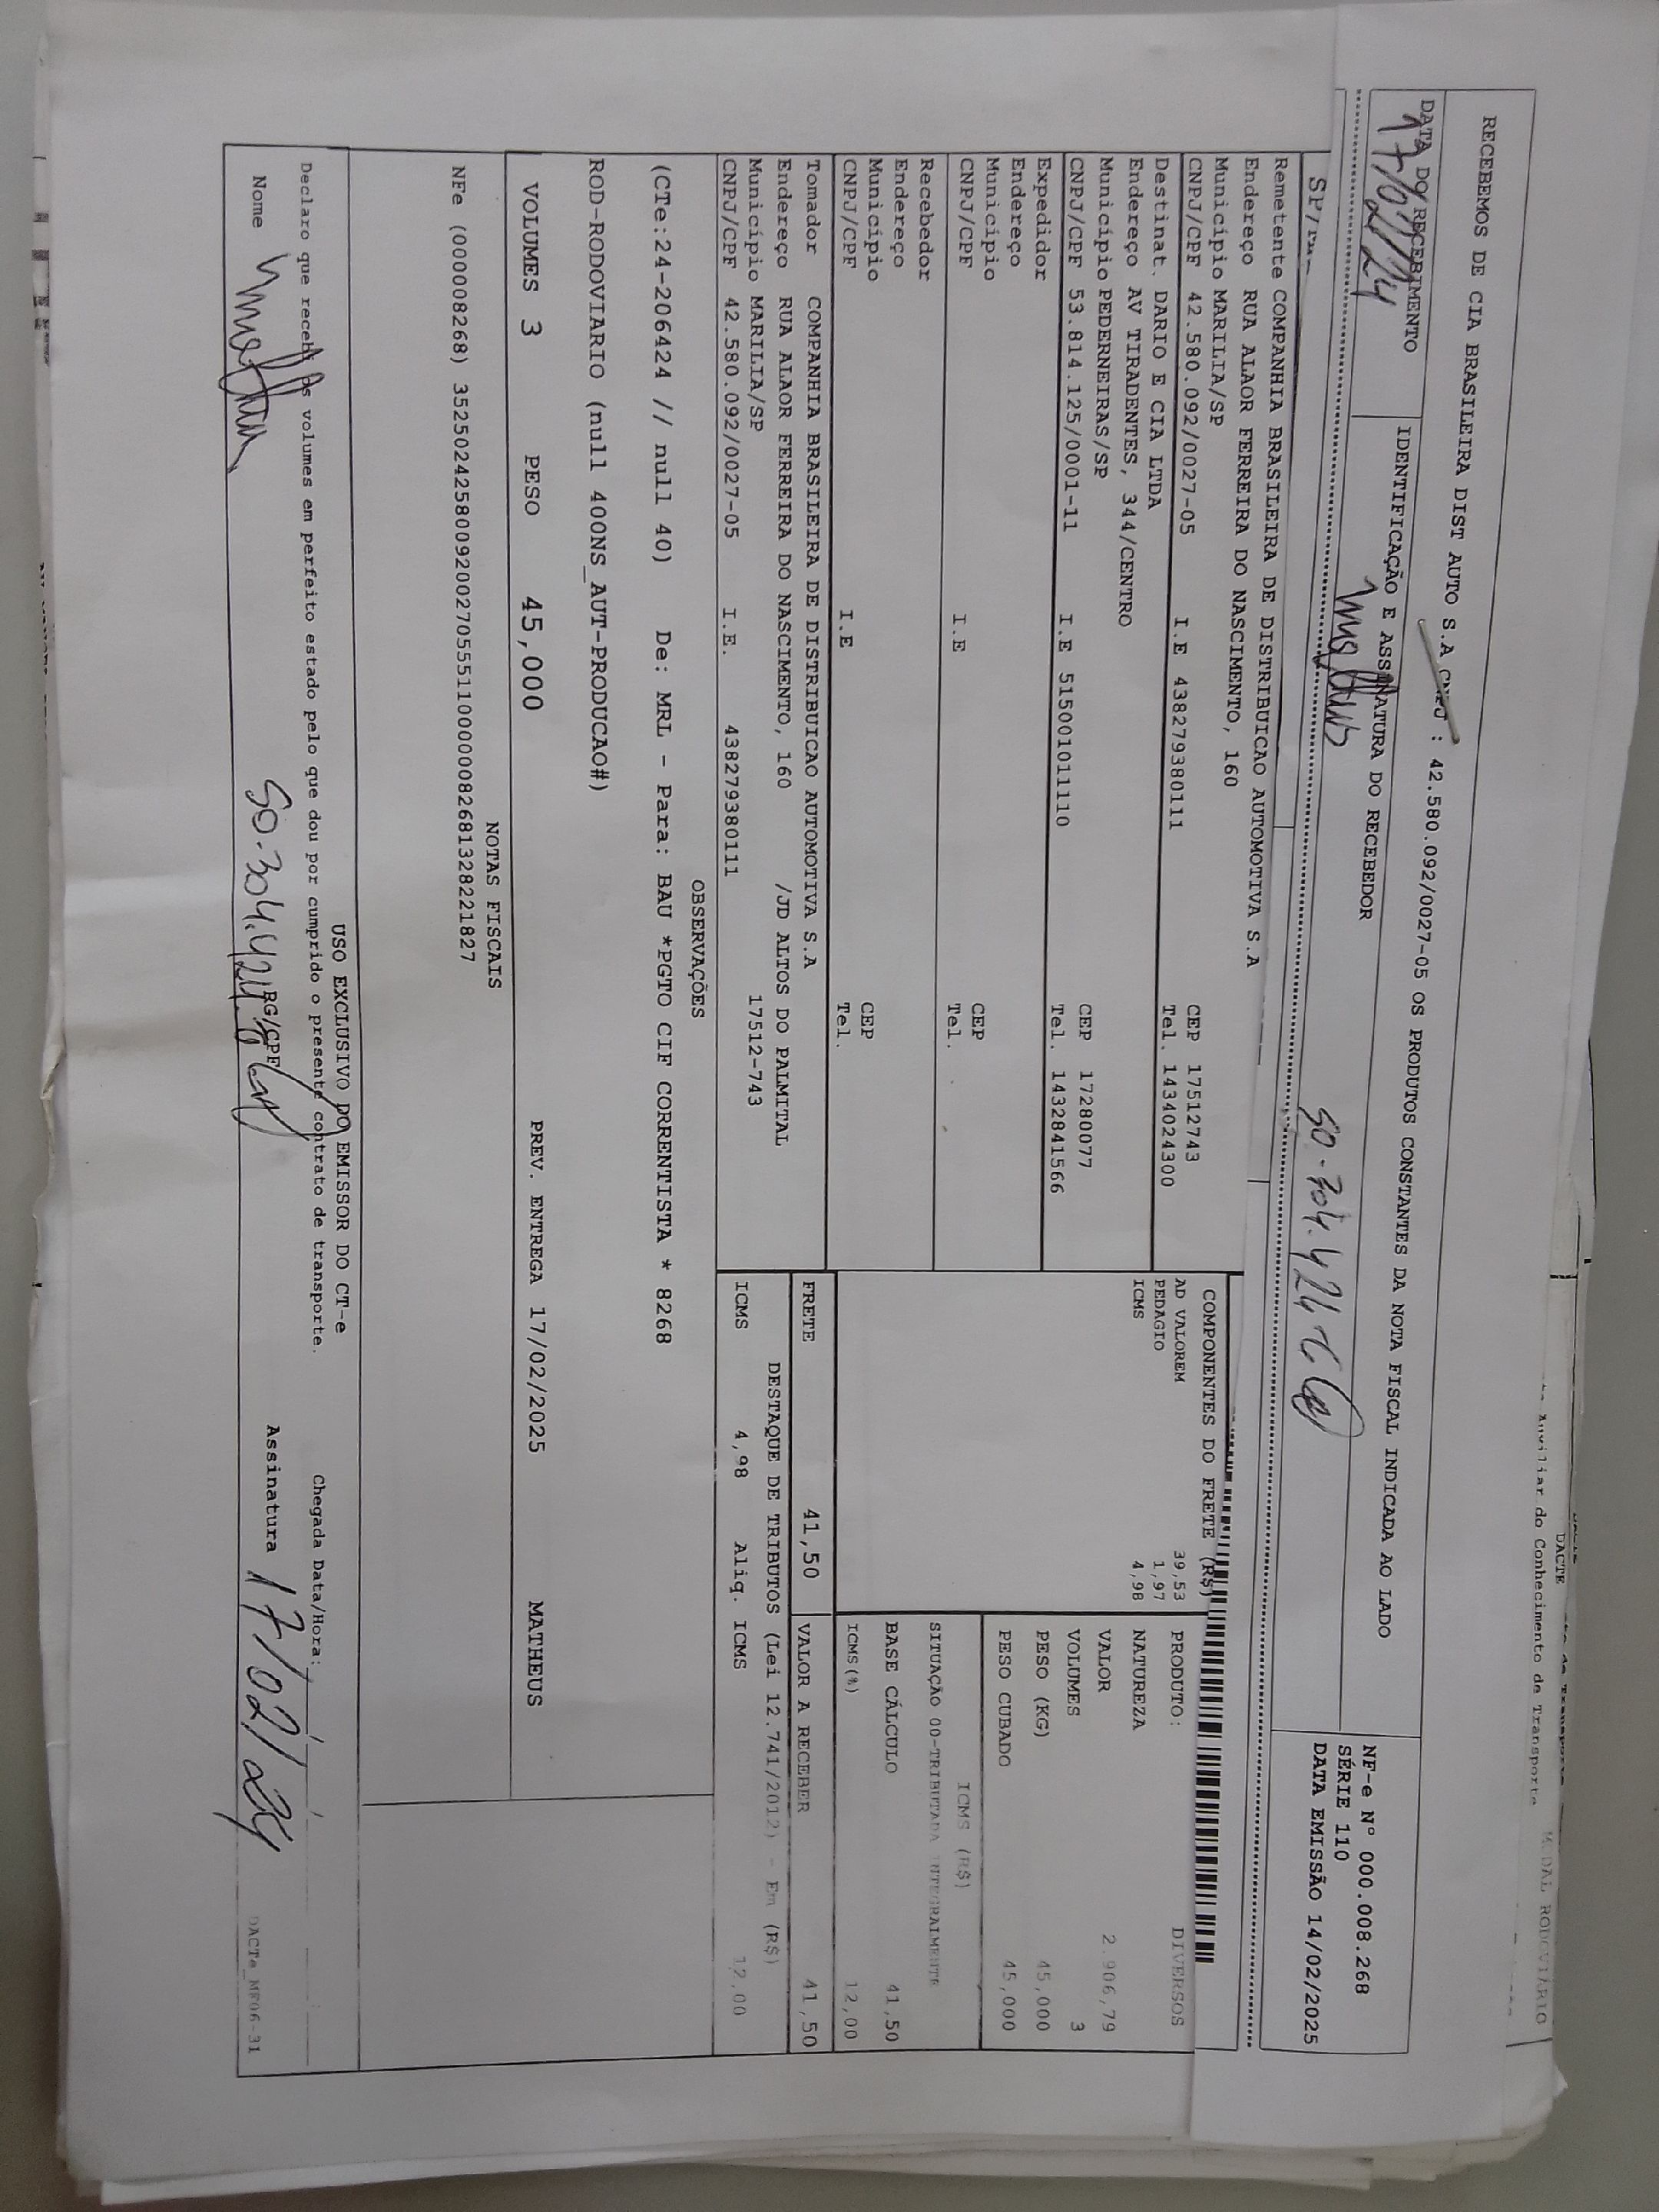 DACTE
Auxiliar do Conhecimento de Transporte
MODAL RODOVIÁRIO
RECEBEMOS DE CIA BRASILEIRA DIST AUTO S.A CNPJ : 42.580.092/0027-05 OS PRODUTOS CONSTANTES DA NOTA FISCAL INDICADA AO LADO
DATA DO RECEBIMENTO
17/02/24
IDENTIFICAÇÃO E ASSINATURA DO RECEBEDOR
50.304.424-6
NF-e Nº 000.008.268
SÉRIE 110
DATA EMISSÃO 14/02/2025
Remetente COMPANHIA BRASILEIRA DE DISTRIBUICAO AUTOMOTIVA S.A
Endereço RUA ALAOR FERREIRA DO NASCIMENTO, 160
Município MARILIA/SP CEP 17512743
CNPJ/CPF 42.580.092/0027-05 I.E 438279380111 Tel. 1434024300
Destinat. DARIO E CIA LTDA
Endereço AV TIRADENTES, 344/CENTRO
Município PEDERNEIRAS/SP CEP 17280077
CNPJ/CPF 53.814.125/0001-11 I.E 515001011110 Tel. 1432841566
Expedidor
Endereço
Município CEP
CNPJ/CPF I.E Tel.
Recebedor
Endereço
Município CEP
CNPJ/CPF I.E Tel.
Tomador COMPANHIA BRASILEIRA DE DISTRIBUICAO AUTOMOTIVA S.A
Endereço RUA ALAOR FERREIRA DO NASCIMENTO, 160 /JD ALTOS DO PALMITAL
Município MARILIA/SP 17512-743
CNPJ/CPF 42.580.092/0027-05 I.E. 438279380111
COMPONENTES DO FRETE (R$)
AD VALOREM 39,53
PEDAGIO 1,97
ICMS 4,98
PRODUTO: DIVERSOS
NATUREZA
VALOR 2.906,79
VOLUMES 3
PESO (KG) 45,000
PESO CUBADO 45,000
ICMS (R$)
SITUAÇÃO 00-TRIBUTADA INTEGRALMENTE
BASE CÁLCULO 41,50
ICMS(%) 12,00
FRETE 41,50 VALOR A RECEBER 41,50
DESTAQUE DE TRIBUTOS (Lei 12.741/2012) - Em (R$)
ICMS 4,98 Aliq. ICMS 12.00
OBSERVAÇÕES
(CTe:24-206424 // null 40) De: MRL - Para: BAU *PGTO CIF CORRENTISTA * 8268
ROD-RODOVIARIO (null 400NS_AUT-PRODUCAO#)
VOLUMES 3 PESO 45,000 PREV. ENTREGA 17/02/2025 MATHEUS
NOTAS FISCAIS
NFe (000008268) 35250242580092002705551100000082681328221827
USO EXCLUSIVO DO EMISSOR DO CT-e
Declaro que recebi os volumes em perfeito estado pelo que dou por cumprido o presente contrato de transporte. Chegada Data/Hora:
Nome RG/CPF Assinatura
50.304.424-6 17/02/24
DACTe_MF06-31